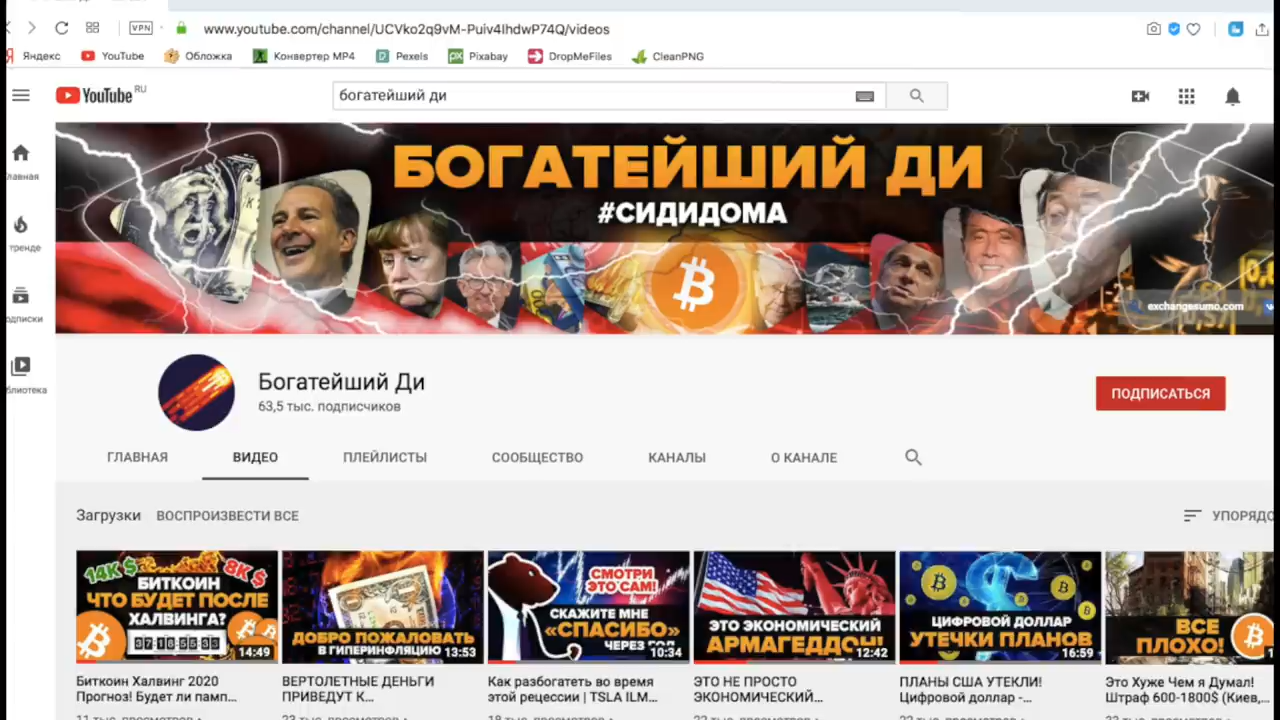 VPN
www.youtube.com/channel/UCVko2q9vM-Puiv4IhdwP74Q/videos
Яндекс
YouTube
Обложка
Конвертер MP4
Pexels
Pixabay
DropMeFiles
CleanPNG
YouTube RU
богатейший ди
БОГАТЕЙШИЙ ДИ
#СИДИДОМА
exchangesumo.com
Богатейший Ди
63,5 тыс. подписчиков
ПОДПИСАТЬСЯ
ГЛАВНАЯ
ВИДЕО
ПЛЕЙЛИСТЫ
СООБЩЕСТВО
КАНАЛЫ
О КАНАЛЕ
Загрузки
ВОСПРОИЗВЕСТИ ВСЕ
УПОРЯДО
14K $
8K $
БИТКОИН
ЧТО БУДЕТ ПОСЛЕ
ХАЛВИНГА?
14:49
ДОБРО ПОЖАЛОВАТЬ
В ГИПЕРИНФЛЯЦИЮ
13:53
СМОТРИ
ЭТО САМ!
СКАЖИТЕ МНЕ
«СПАСИБО»
ЧЕРЕЗ ГОД
10:34
ЭТО ЭКОНОМИЧЕСКИЙ
АРМАГЕДДОН!
12:42
ЦИФРОВОЙ ДОЛЛАР
УТЕЧКИ ПЛАНОВ
16:59
ВСЕ
ПЛОХО!
Биткоин Халвинг 2020
Прогноз! Будет ли памп...
ВЕРТОЛЕТНЫЕ ДЕНЬГИ
ПРИВЕДУТ К...
Как разбогатеть во время
этой рецессии | TSLA ILM...
ЭТО НЕ ПРОСТО
ЭКОНОМИЧЕСКИЙ...
ПЛАНЫ США УТЕКЛИ!
Цифровой доллар -...
Это Хуже Чем я Думал!
Штраф 600-1800$ (Киев,...